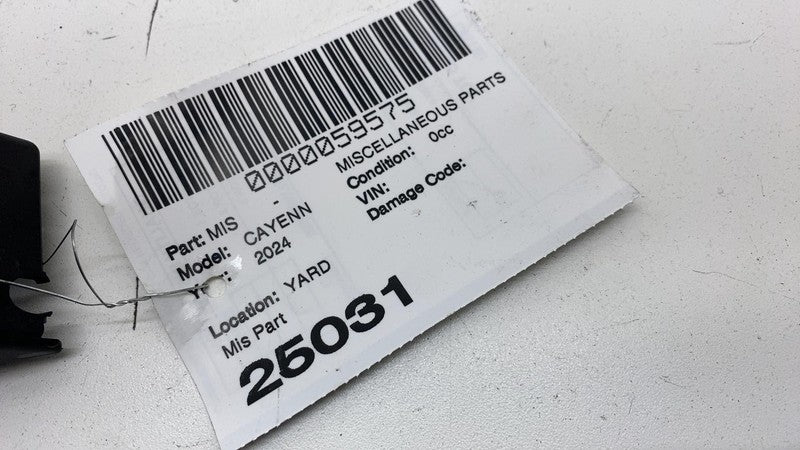 0000059575
Part: MIS - MISCELLANEOUS PARTS
Model: CAYENN Condition: 0cc
2024 VIN:
Damage Code:
Location: YARD
Mis Part
25031